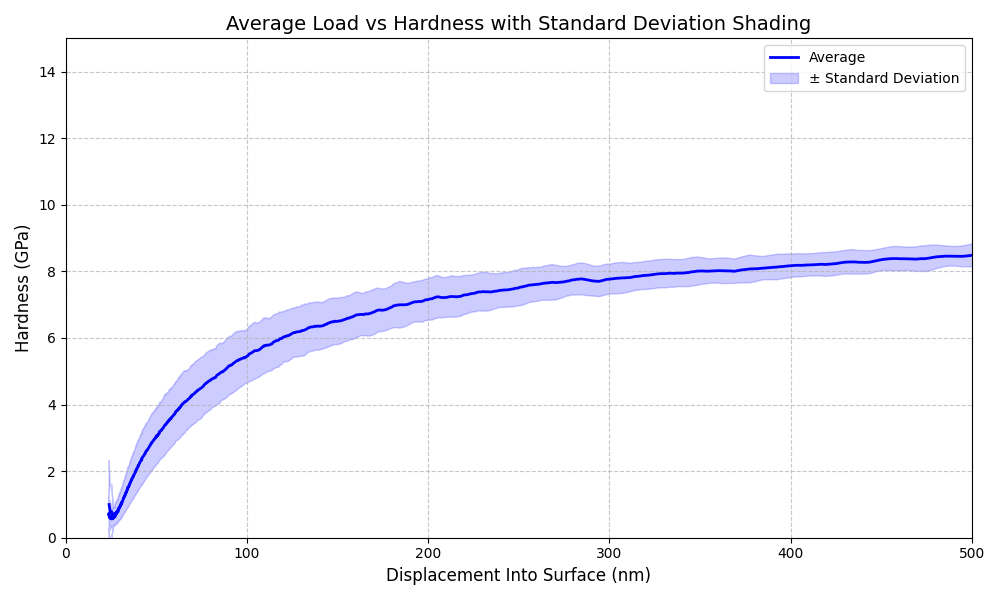 Average Load vs Hardness with Standard Deviation Shading
Average
± Standard Deviation
Hardness (GPa)
14
12
10
8
6
4
2
0
0 100 200 300 400 500
Displacement Into Surface (nm)